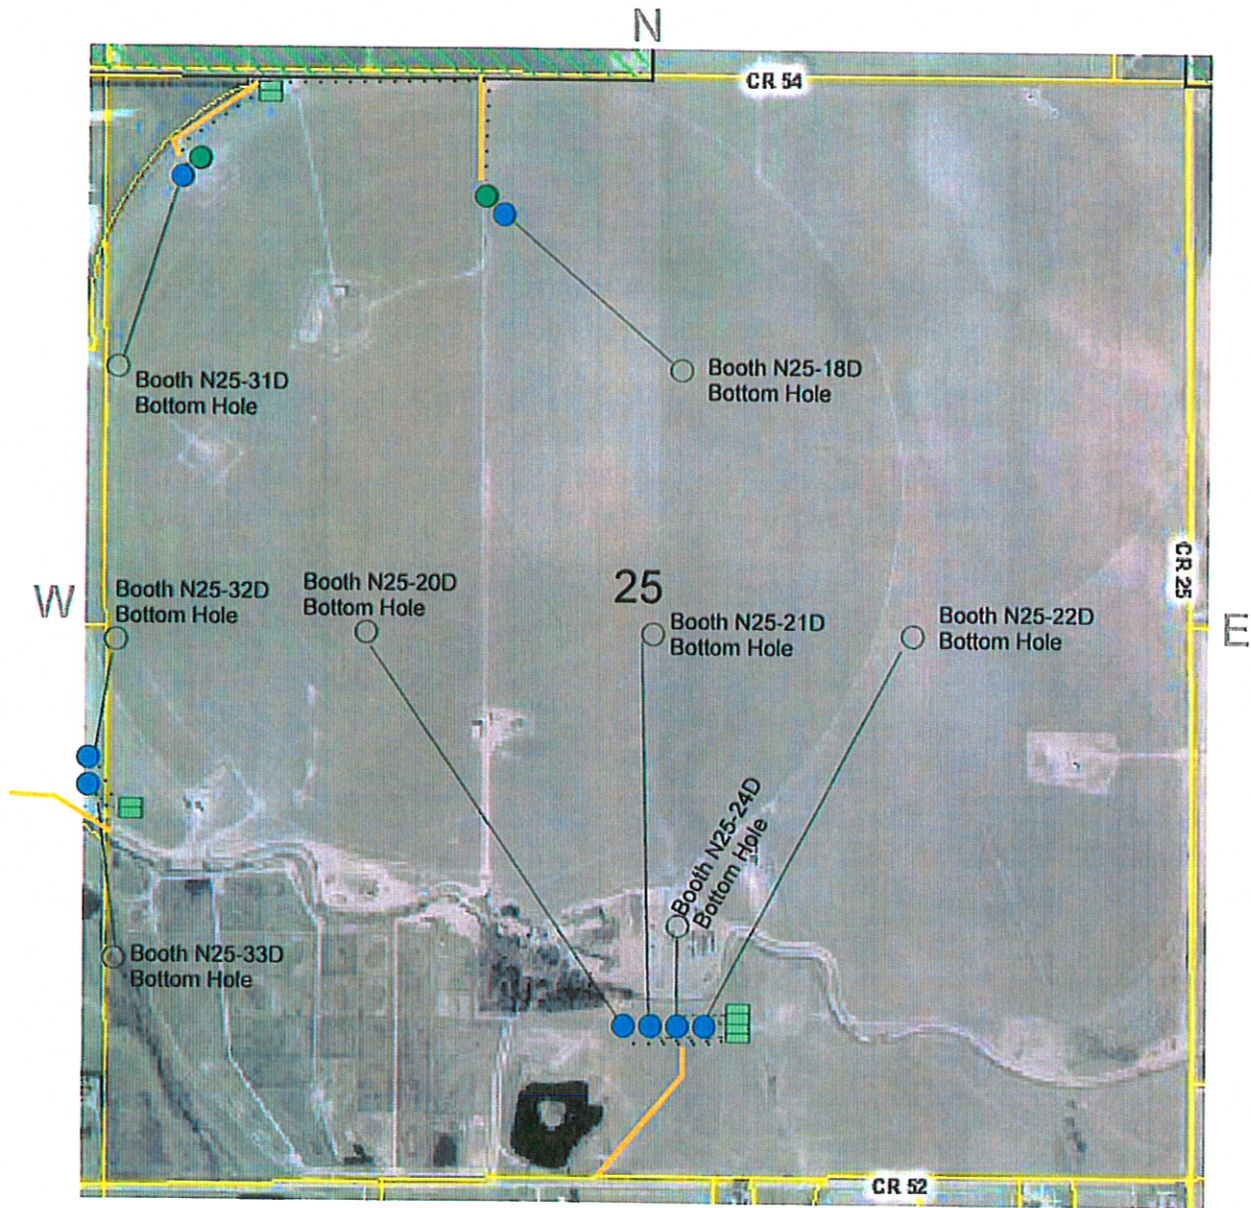 N
CR 54
Booth N25-31D
Bottom Hole
Booth N25-18D
Bottom Hole
CR 25
W
Booth N25-32D
Bottom Hole
Booth N25-20D
Bottom Hole
25
Booth N25-21D
Bottom Hole
Booth N25-22D
Bottom Hole
E
Booth N25-24D
Bottom Hole
Booth N25-33D
Bottom Hole
CR 52